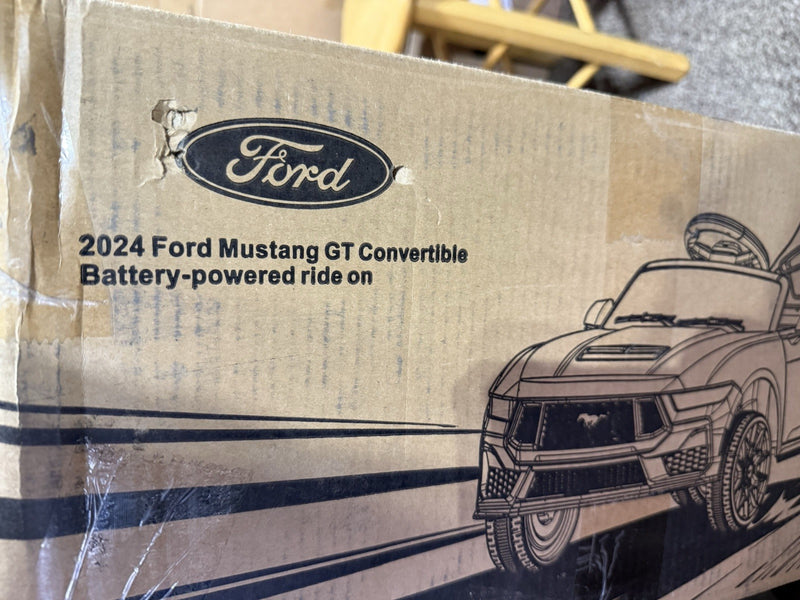 Ford
2024 Ford Mustang GT Convertible
Battery-powered ride on